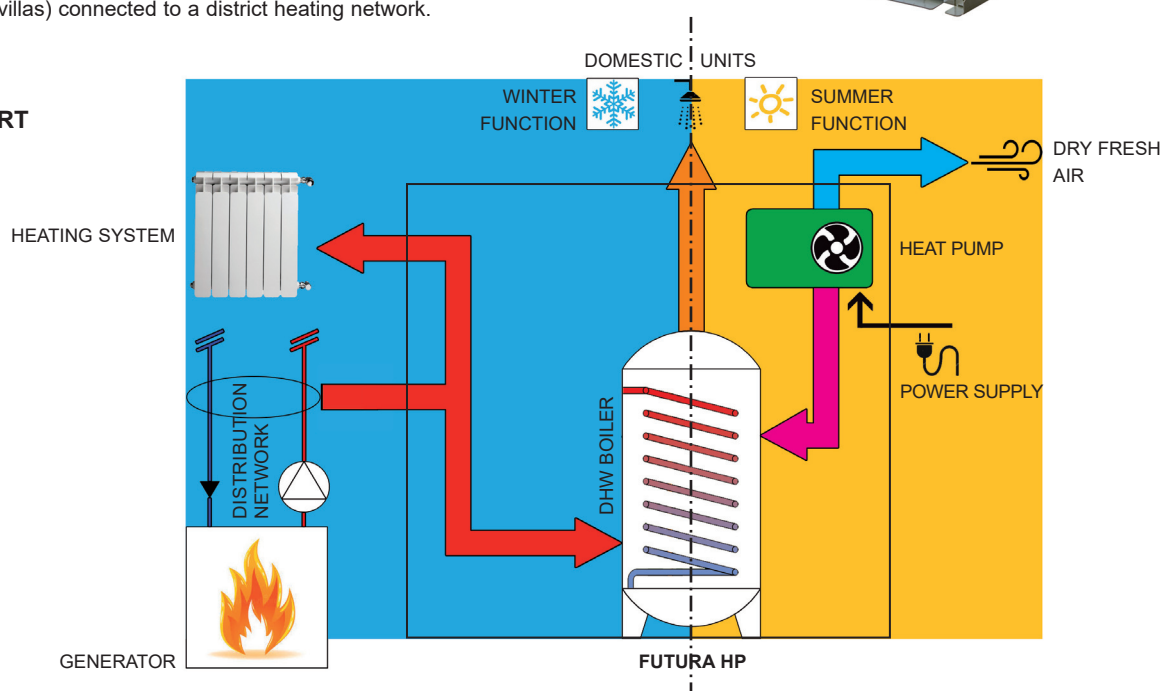 villas) connected to a district heating network.
DOMESTIC UNITS
WINTER
FUNCTION
SUMMER
FUNCTION
RT
DRY FRESH
AIR
HEATING SYSTEM
HEAT PUMP
POWER SUPPLY
DISTRIBUTION
NETWORK
DHW BOILER
GENERATOR
FUTURA HP